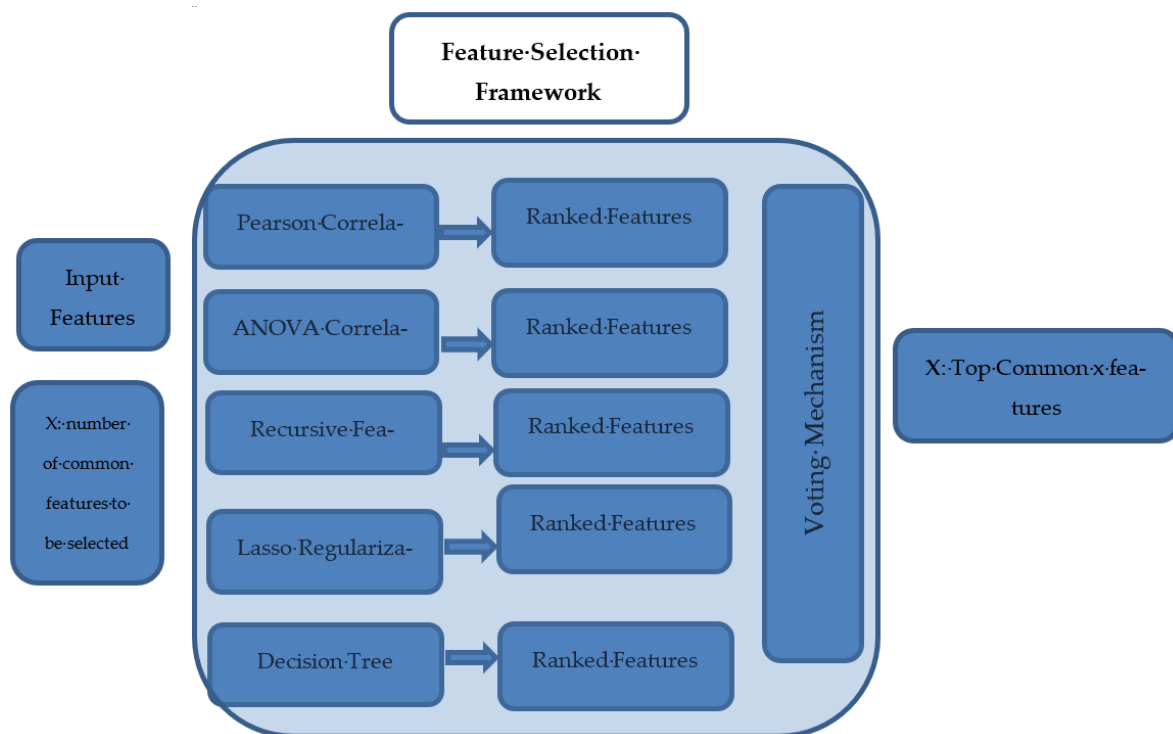 Feature·Selection·
Framework
Input·
Features
X:·number·
of·common·
features·to·
be·selected
Pearson·Correla-
Ranked·Features
ANOVA·Correla-
Ranked·Features
Recursive·Fea-
Ranked·Features
Lasso·Regulariza-
Ranked·Features
Decision·Tree
Ranked·Features
Voting·Mechanism
X:·Top·Common·x·fea-
tures